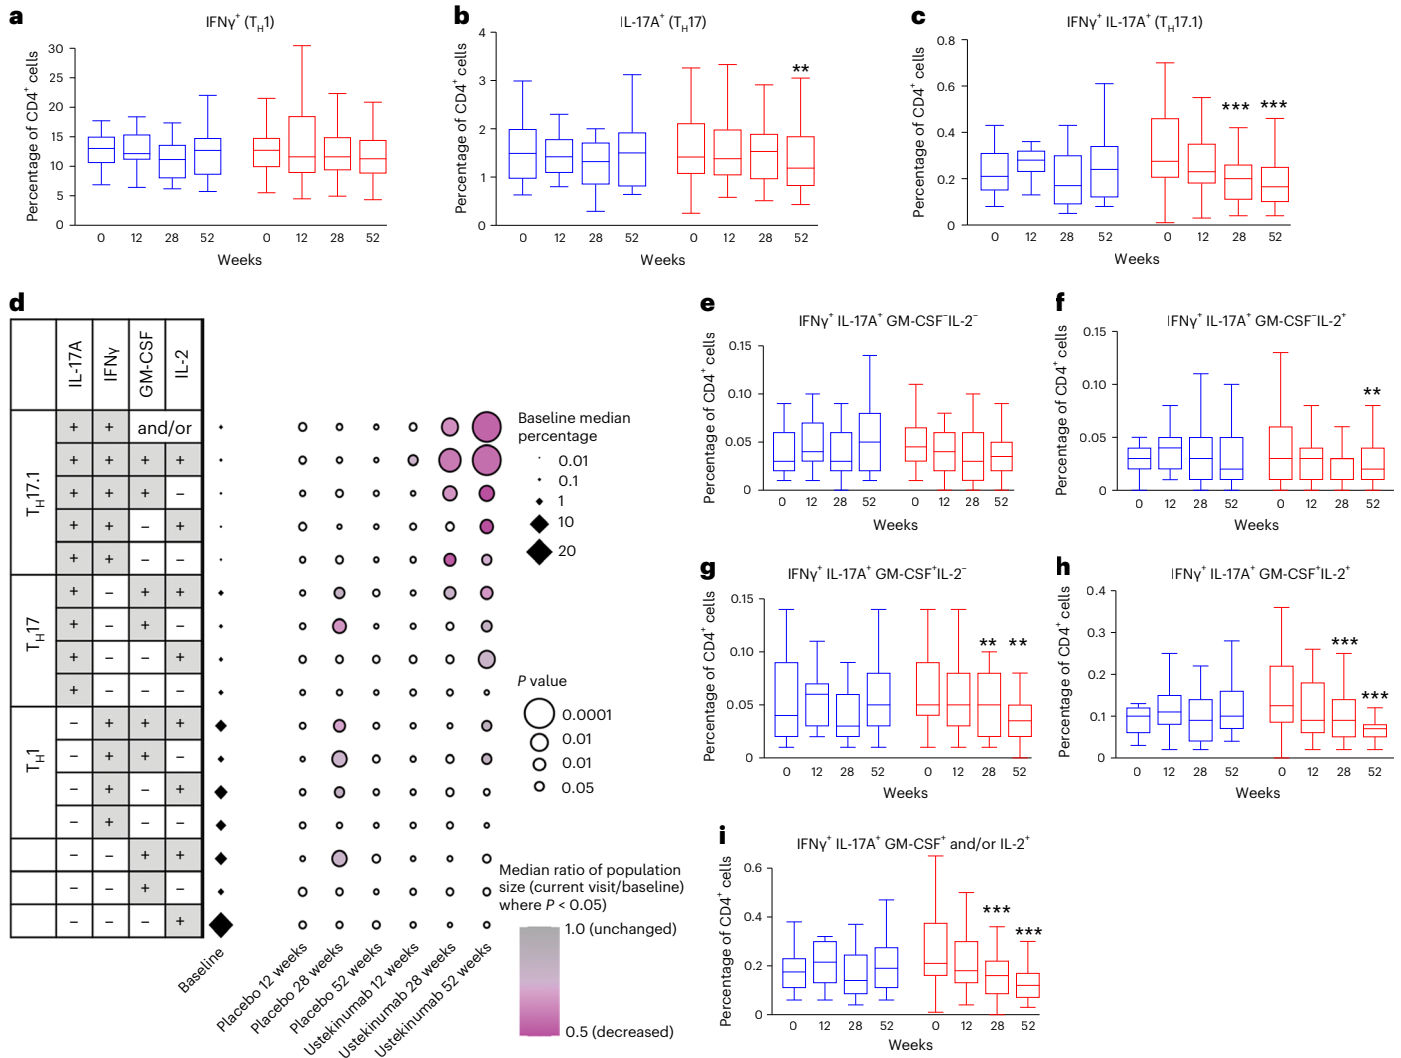 a
IFNγ⁺ (T_H1)
Percentage of CD4⁺ cells
30
25
20
15
10
5
0
0 12 28 52 0 12 28 52
Weeks
b
IL-17A⁺ (T_H17)
Percentage of CD4⁺ cells
4
3
2
1
0
**
0 12 28 52 0 12 28 52
Weeks
c
IFNγ⁺ IL-17A⁺ (T_H17.1)
Percentage of CD4⁺ cells
0.8
0.6
0.4
0.2
0
*** ***
0 12 28 52 0 12 28 52
Weeks
d
IL-17A IFNγ GM-CSF IL-2
T_H17.1
+ + and/or
+ + + +
+ + + −
+ + − +
+ + − −
T_H17
+ − + +
+ − + −
+ − − +
+ − − −
T_H1
− + + +
− + + −
− + − +
− + − −
− − + +
− − + −
− − − +
Baseline
Placebo 12 weeks
Placebo 28 weeks
Placebo 52 weeks
Ustekinumab 12 weeks
Ustekinumab 28 weeks
Ustekinumab 52 weeks
Baseline median
percentage
0.01
0.1
1
10
20
P value
0.0001
0.01
0.01
0.05
Median ratio of population
size (current visit/baseline)
where P < 0.05)
1.0 (unchanged)
0.5 (decreased)
e
IFNγ⁺ IL-17A⁺ GM-CSF⁻IL-2⁻
Percentage of CD4⁺ cells
0.15
0.10
0.05
0
0 12 28 52 0 12 28 52
Weeks
f
IFNγ⁺ IL-17A⁺ GM-CSF⁻IL-2⁺
Percentage of CD4⁺ cells
0.15
0.10
0.05
0
**
0 12 28 52 0 12 28 52
Weeks
g
IFNγ⁺ IL-17A⁺ GM-CSF⁺IL-2⁻
Percentage of CD4⁺ cells
0.15
0.10
0.05
0
** **
0 12 28 52 0 12 28 52
Weeks
h
IFNγ⁺ IL-17A⁺ GM-CSF⁺IL-2⁺
Percentage of CD4⁺ cells
0.4
0.3
0.2
0.1
0
***
***
0 12 28 52 0 12 28 52
Weeks
i
IFNγ⁺ IL-17A⁺ GM-CSF⁺ and/or IL-2⁺
Percentage of CD4⁺ cells
0.6
0.4
0.2
0
***
***
0 12 28 52 0 12 28 52
Weeks